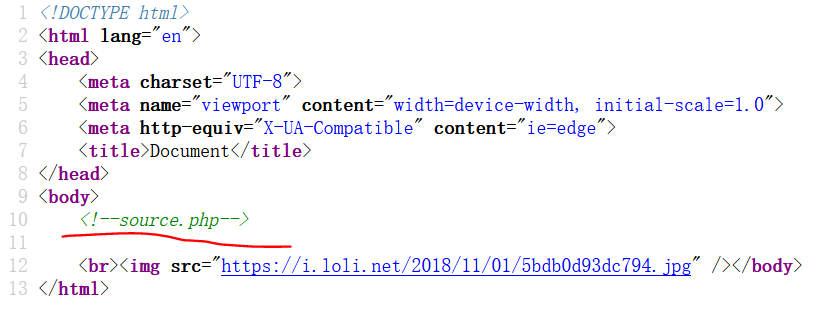 1 <!DOCTYPE html>
2 <html lang="en">
3 <head>
4     <meta charset="UTF-8">
5     <meta name="viewport" content="width=device-width, initial-scale=1.0">
6     <meta http-equiv="X-UA-Compatible" content="ie=edge">
7     <title>Document</title>
8 </head>
9 <body>
10     <!--source.php-->
11
12     <br><img src="https://i.loli.net/2018/11/01/5bdb0d93dc794.jpg" /></body>
13 </html>